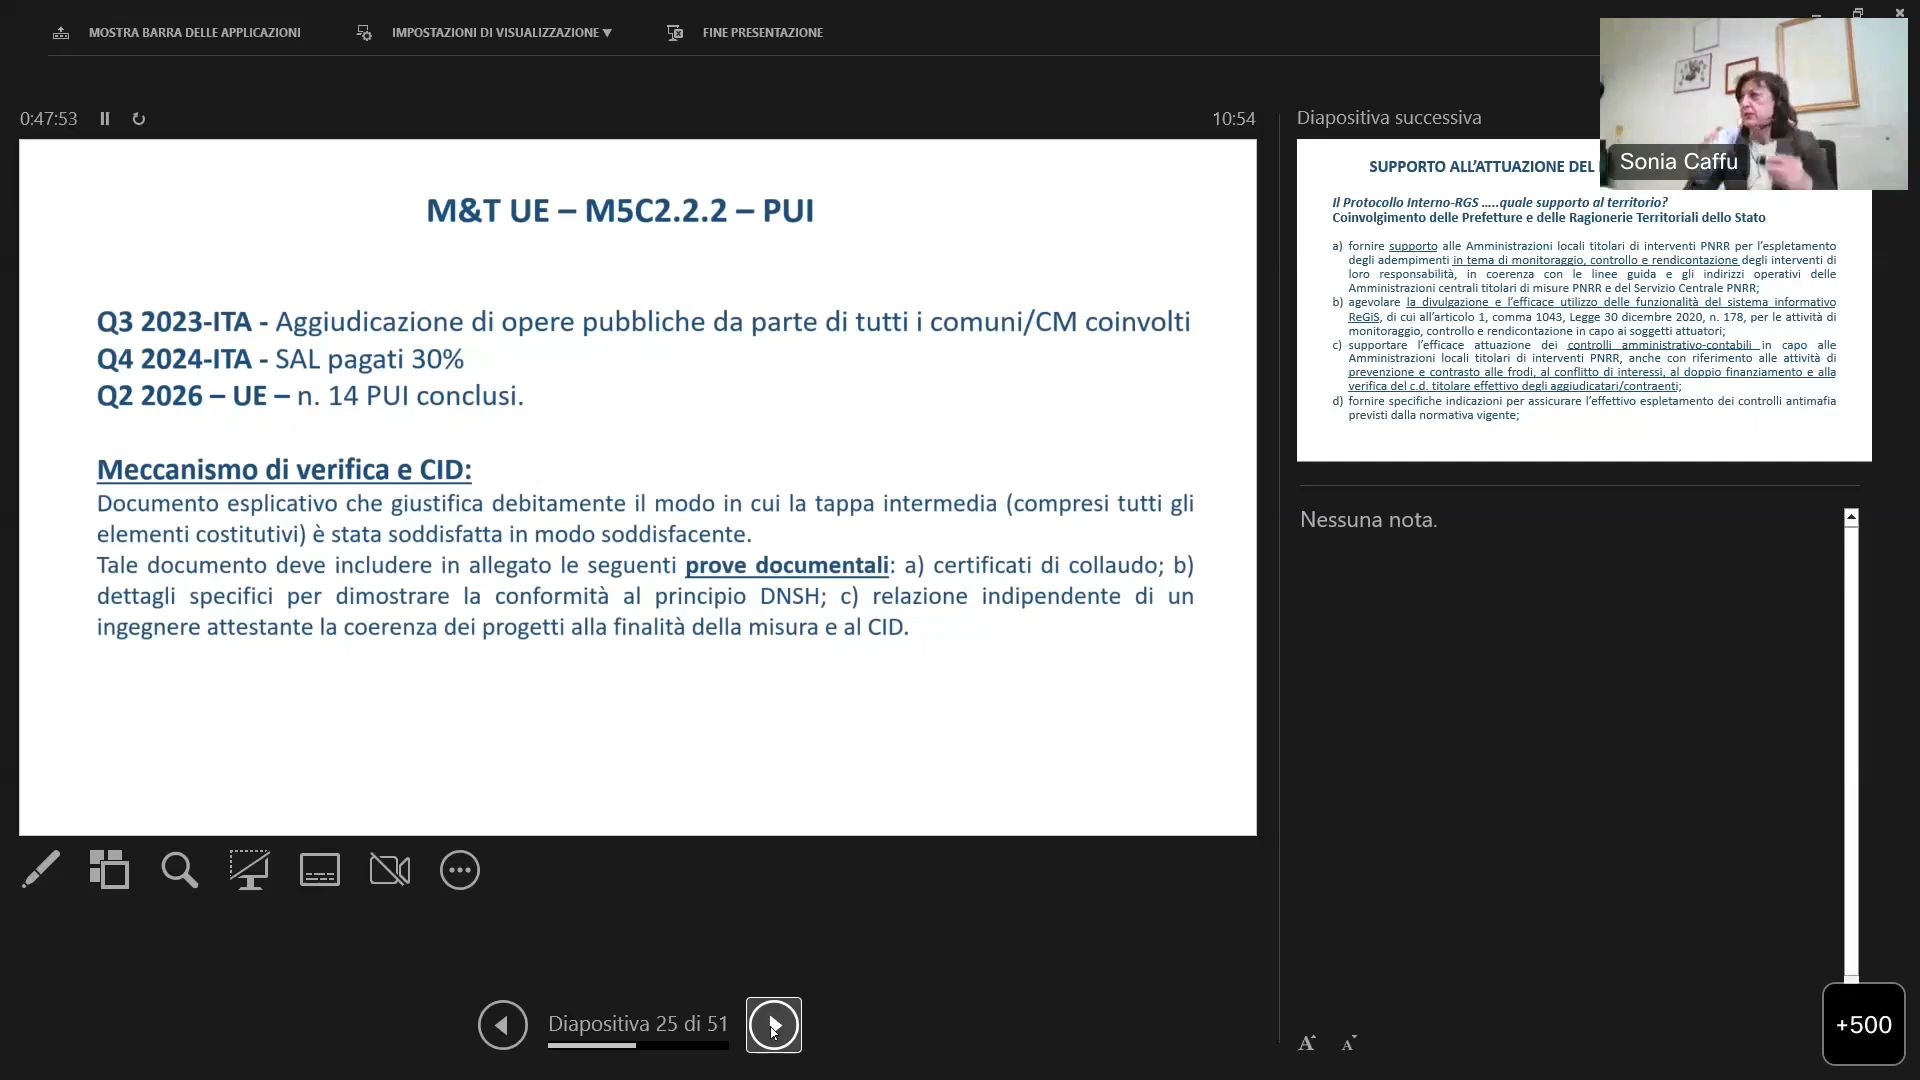 MOSTRA BARRA DELLE APPLICAZIONI
IMPOSTAZIONI DI VISUALIZZAZIONE ▼
FINE PRESENTAZIONE
0:47:53
10:54
M&T UE – M5C2.2.2 – PUI
Q3 2023-ITA - Aggiudicazione di opere pubbliche da parte di tutti i comuni/CM coinvolti
Q4 2024-ITA - SAL pagati 30%
Q2 2026 – UE – n. 14 PUI conclusi.
Meccanismo di verifica e CID:
Documento esplicativo che giustifica debitamente il modo in cui la tappa intermedia (compresi tutti gli
elementi costitutivi) è stata soddisfatta in modo soddisfacente.
Tale documento deve includere in allegato le seguenti prove documentali: a) certificati di collaudo; b)
dettagli specifici per dimostrare la conformità al principio DNSH; c) relazione indipendente di un
ingegnere attestante la coerenza dei progetti alla finalità della misura e al CID.
Diapositiva 25 di 51
Diapositiva successiva
Sonia Caffu
SUPPORTO ALL'ATTUAZIONE DEL
Il Protocollo Interno-RGS .....quale supporto al territorio?
Coinvolgimento delle Prefetture e delle Ragionerie Territoriali dello Stato
a) fornire supporto alle Amministrazioni locali titolari di interventi PNRR per l'espletamento
degli adempimenti in tema di monitoraggio, controllo e rendicontazione degli interventi di
loro responsabilità, in coerenza con le linee guida e gli indirizzi operativi delle
Amministrazioni centrali titolari di misure PNRR e del Servizio Centrale PNRR;
b) agevolare la divulgazione e l'efficace utilizzo delle funzionalità del sistema informativo
ReGiS, di cui all'articolo 1, comma 1043, Legge 30 dicembre 2020, n. 178, per le attività di
monitoraggio, controllo e rendicontazione in capo ai soggetti attuatori;
c) supportare l'efficace attuazione dei controlli amministrativo-contabili in capo alle
Amministrazioni locali titolari di interventi PNRR, anche con riferimento alle attività di
prevenzione e contrasto alle frodi, al conflitto di interessi, al doppio finanziamento e alla
verifica del c.d. titolare effettivo degli aggiudicatari/contraenti;
d) fornire specifiche indicazioni per assicurare l'effettivo espletamento dei controlli antimafia
previsti dalla normativa vigente;
Nessuna nota.
A A
+500